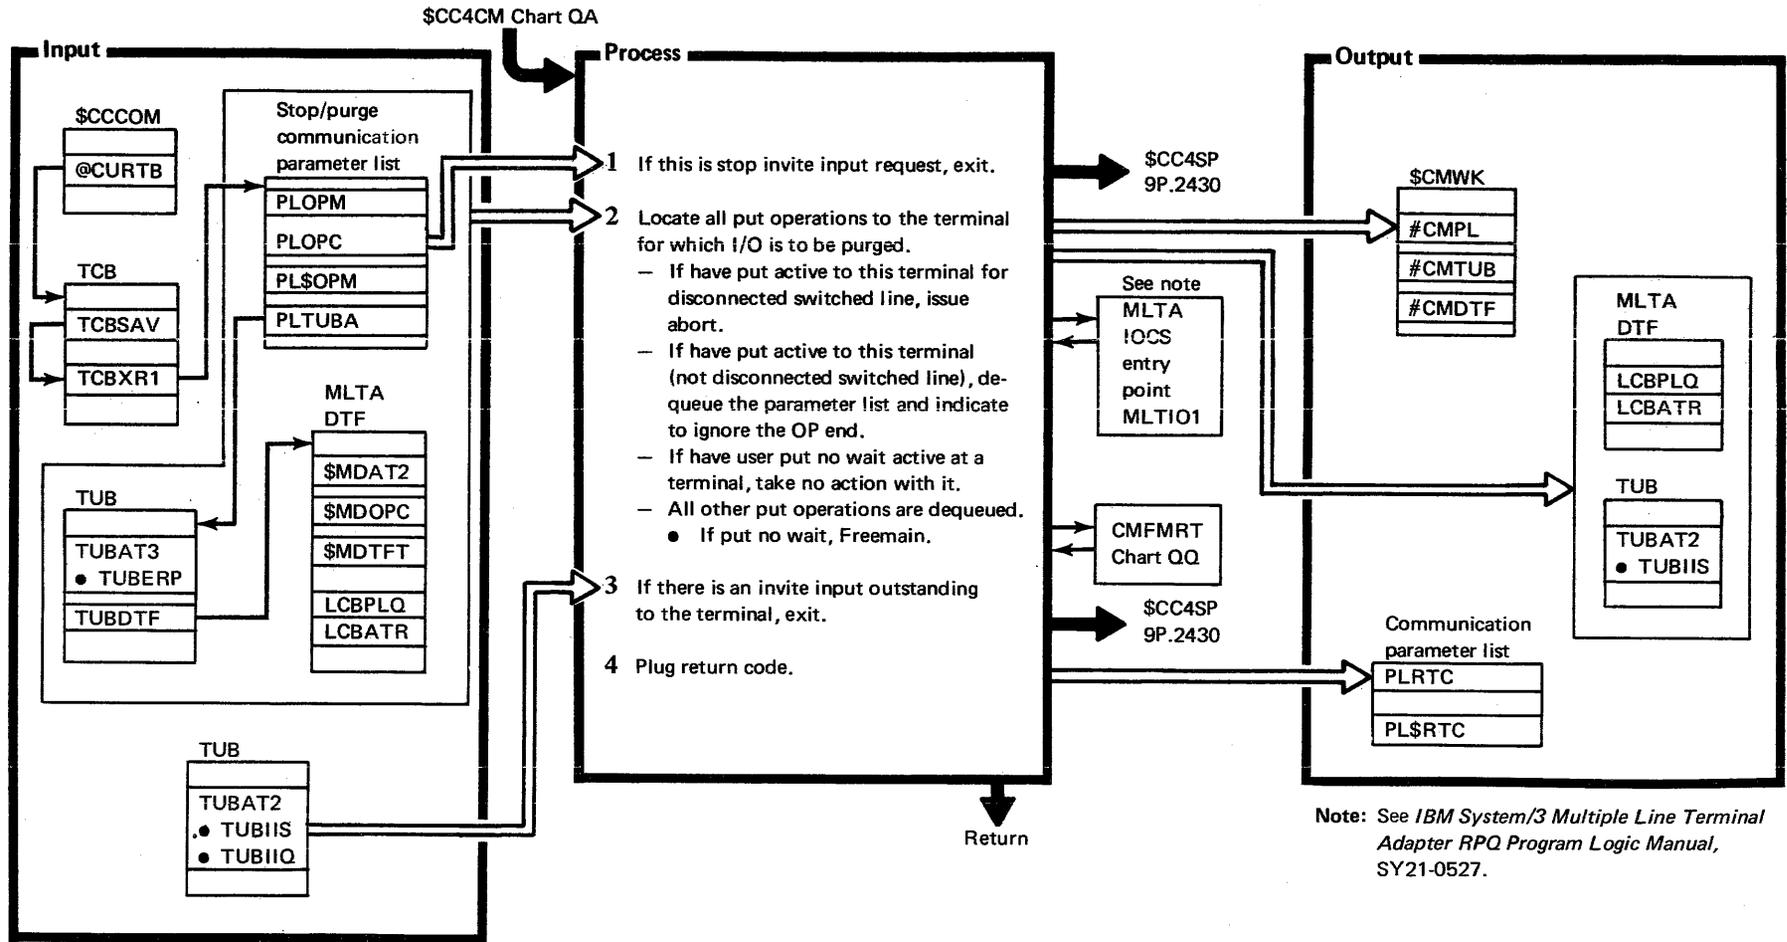 $CC4CM Chart QA
Input
$CCCOM
@CURTB
TCB
TCBSAV
TCBXR1
Stop/purge
communication
parameter list
PLOPM
PLOPC
PL$OPM
PLTUBA
MLTA
DTF
$MDAT2
$MDOPC
$MDTFT
LCBPLQ
LCBATR
TUB
TUBAT3
● TUBERP
TUBDTF
TUB
TUBAT2
● TUBIIS
● TUBIIQ
Process
1 If this is stop invite input request, exit.
2 Locate all put operations to the terminal
for which I/O is to be purged.
— If have put active to this terminal for
disconnected switched line, issue
abort.
— If have put active to this terminal
(not disconnected switched line), de-
queue the parameter list and indicate
to ignore the OP end.
— If have user put no wait active at a
terminal, take no action with it.
— All other put operations are dequeued.
● If put no wait, Freemain.
3 If there is an invite input outstanding
to the terminal, exit.
4 Plug return code.
Return
$CC4SP
9P.2430
See note
MLTA
IOCS
entry
point
MLTIO1
CMFMRT
Chart QQ
$CC4SP
9P.2430
Output
$CMWK
#CMPL
#CMTUB
#CMDTF
MLTA
DTF
LCBPLQ
LCBATR
TUB
TUBAT2
● TUBIIS
Communication
parameter list
PLRTC
PL$RTC
Note: See IBM System/3 Multiple Line Terminal
Adapter RPQ Program Logic Manual,
SY21-0527.